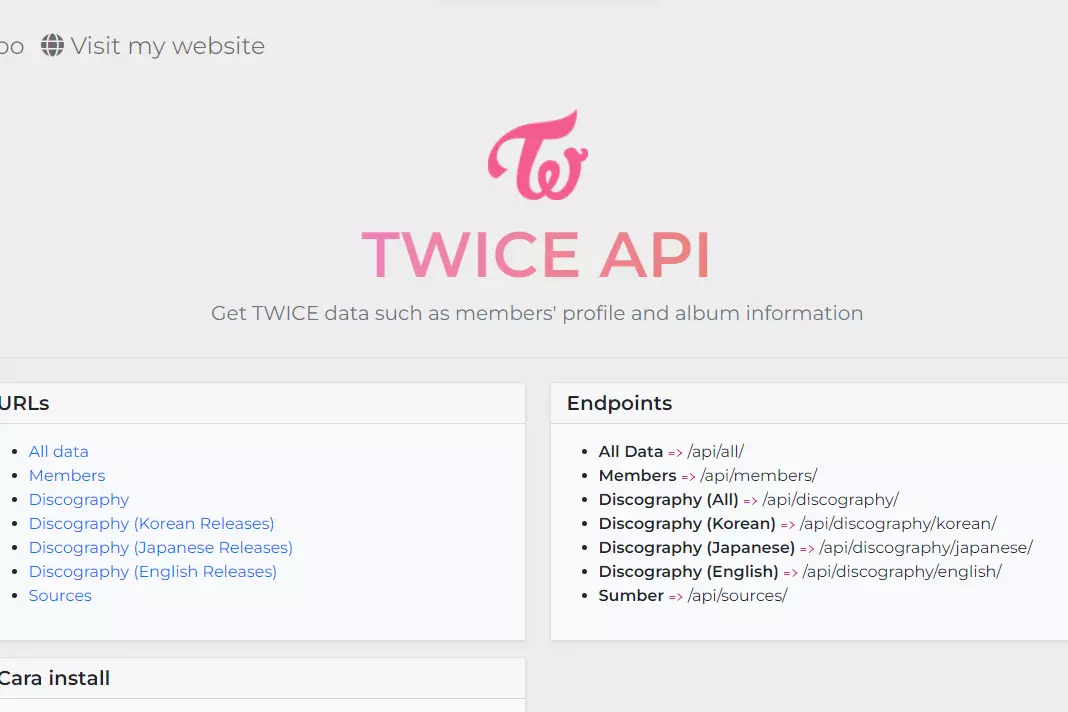 Visit my website
Tw
TWICE API
Get TWICE data such as members' profile and album information
URLs
All data
Members
Discography
Discography (Korean Releases)
Discography (Japanese Releases)
Discography (English Releases)
Sources
Endpoints
All Data => /api/all/
Members => /api/members/
Discography (All) => /api/discography/
Discography (Korean) => /api/discography/korean/
Discography (Japanese) => /api/discography/japanese/
Discography (English) => /api/discography/english/
Sumber => /api/sources/
Cara install